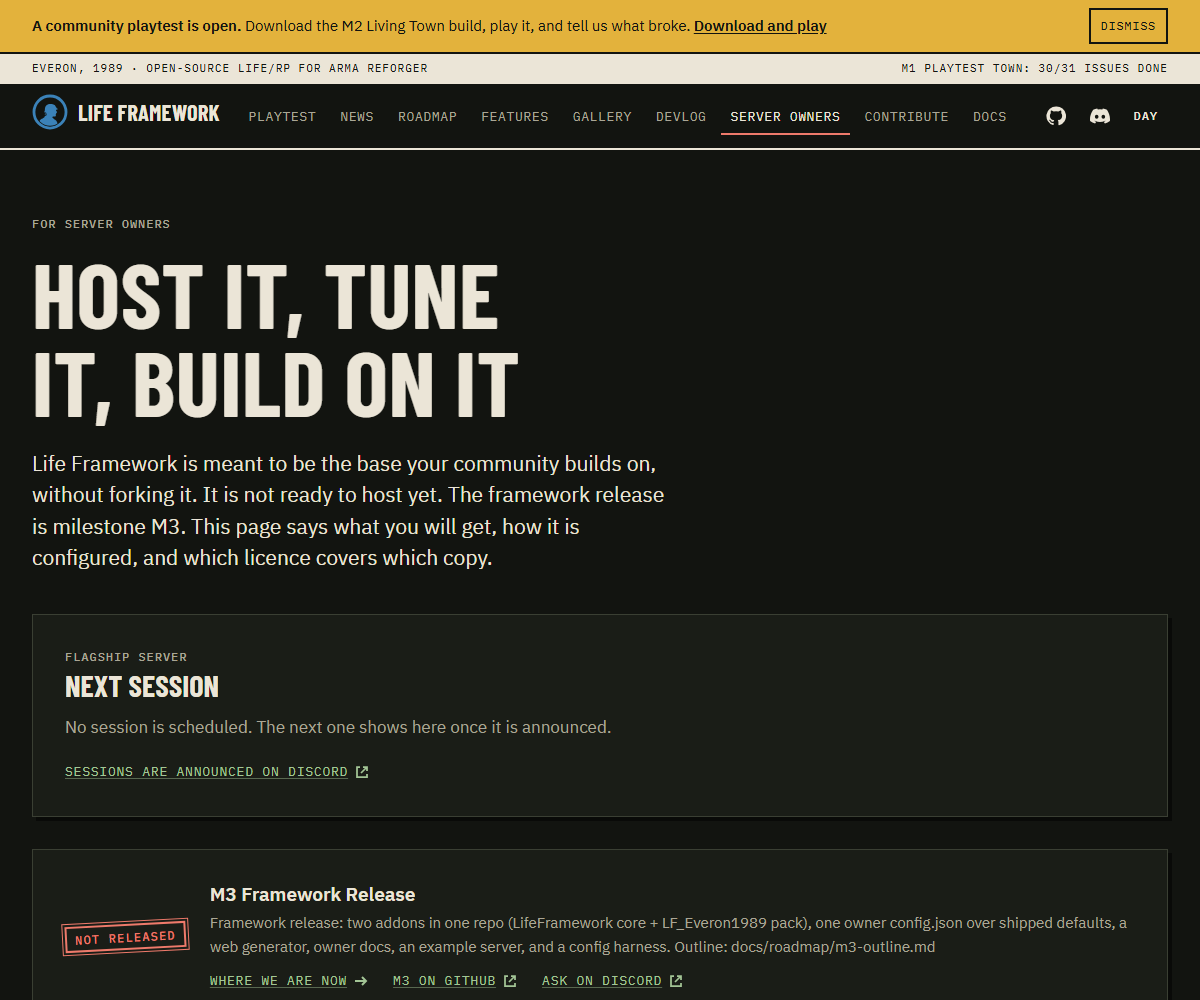 A community playtest is open. Download the M2 Living Town build, play it, and tell us what broke. Download and play
DISMISS
EVERON, 1989 · OPEN-SOURCE LIFE/RP FOR ARMA REFORGER
M1 PLAYTEST TOWN: 30/31 ISSUES DONE
LIFE FRAMEWORK
PLAYTEST
NEWS
ROADMAP
FEATURES
GALLERY
DEVLOG
SERVER OWNERS
CONTRIBUTE
DOCS
DAY
FOR SERVER OWNERS
HOST IT, TUNE
IT, BUILD ON IT
Life Framework is meant to be the base your community builds on,
without forking it. It is not ready to host yet. The framework release
is milestone M3. This page says what you will get, how it is
configured, and which licence covers which copy.
FLAGSHIP SERVER
NEXT SESSION
No session is scheduled. The next one shows here once it is announced.
SESSIONS ARE ANNOUNCED ON DISCORD
NOT RELEASED
M3 Framework Release
Framework release: two addons in one repo (LifeFramework core + LF_Everon1989 pack), one owner config.json over shipped defaults, a
web generator, owner docs, an example server, and a config harness. Outline: docs/roadmap/m3-outline.md
WHERE WE ARE NOW
M3 ON GITHUB
ASK ON DISCORD